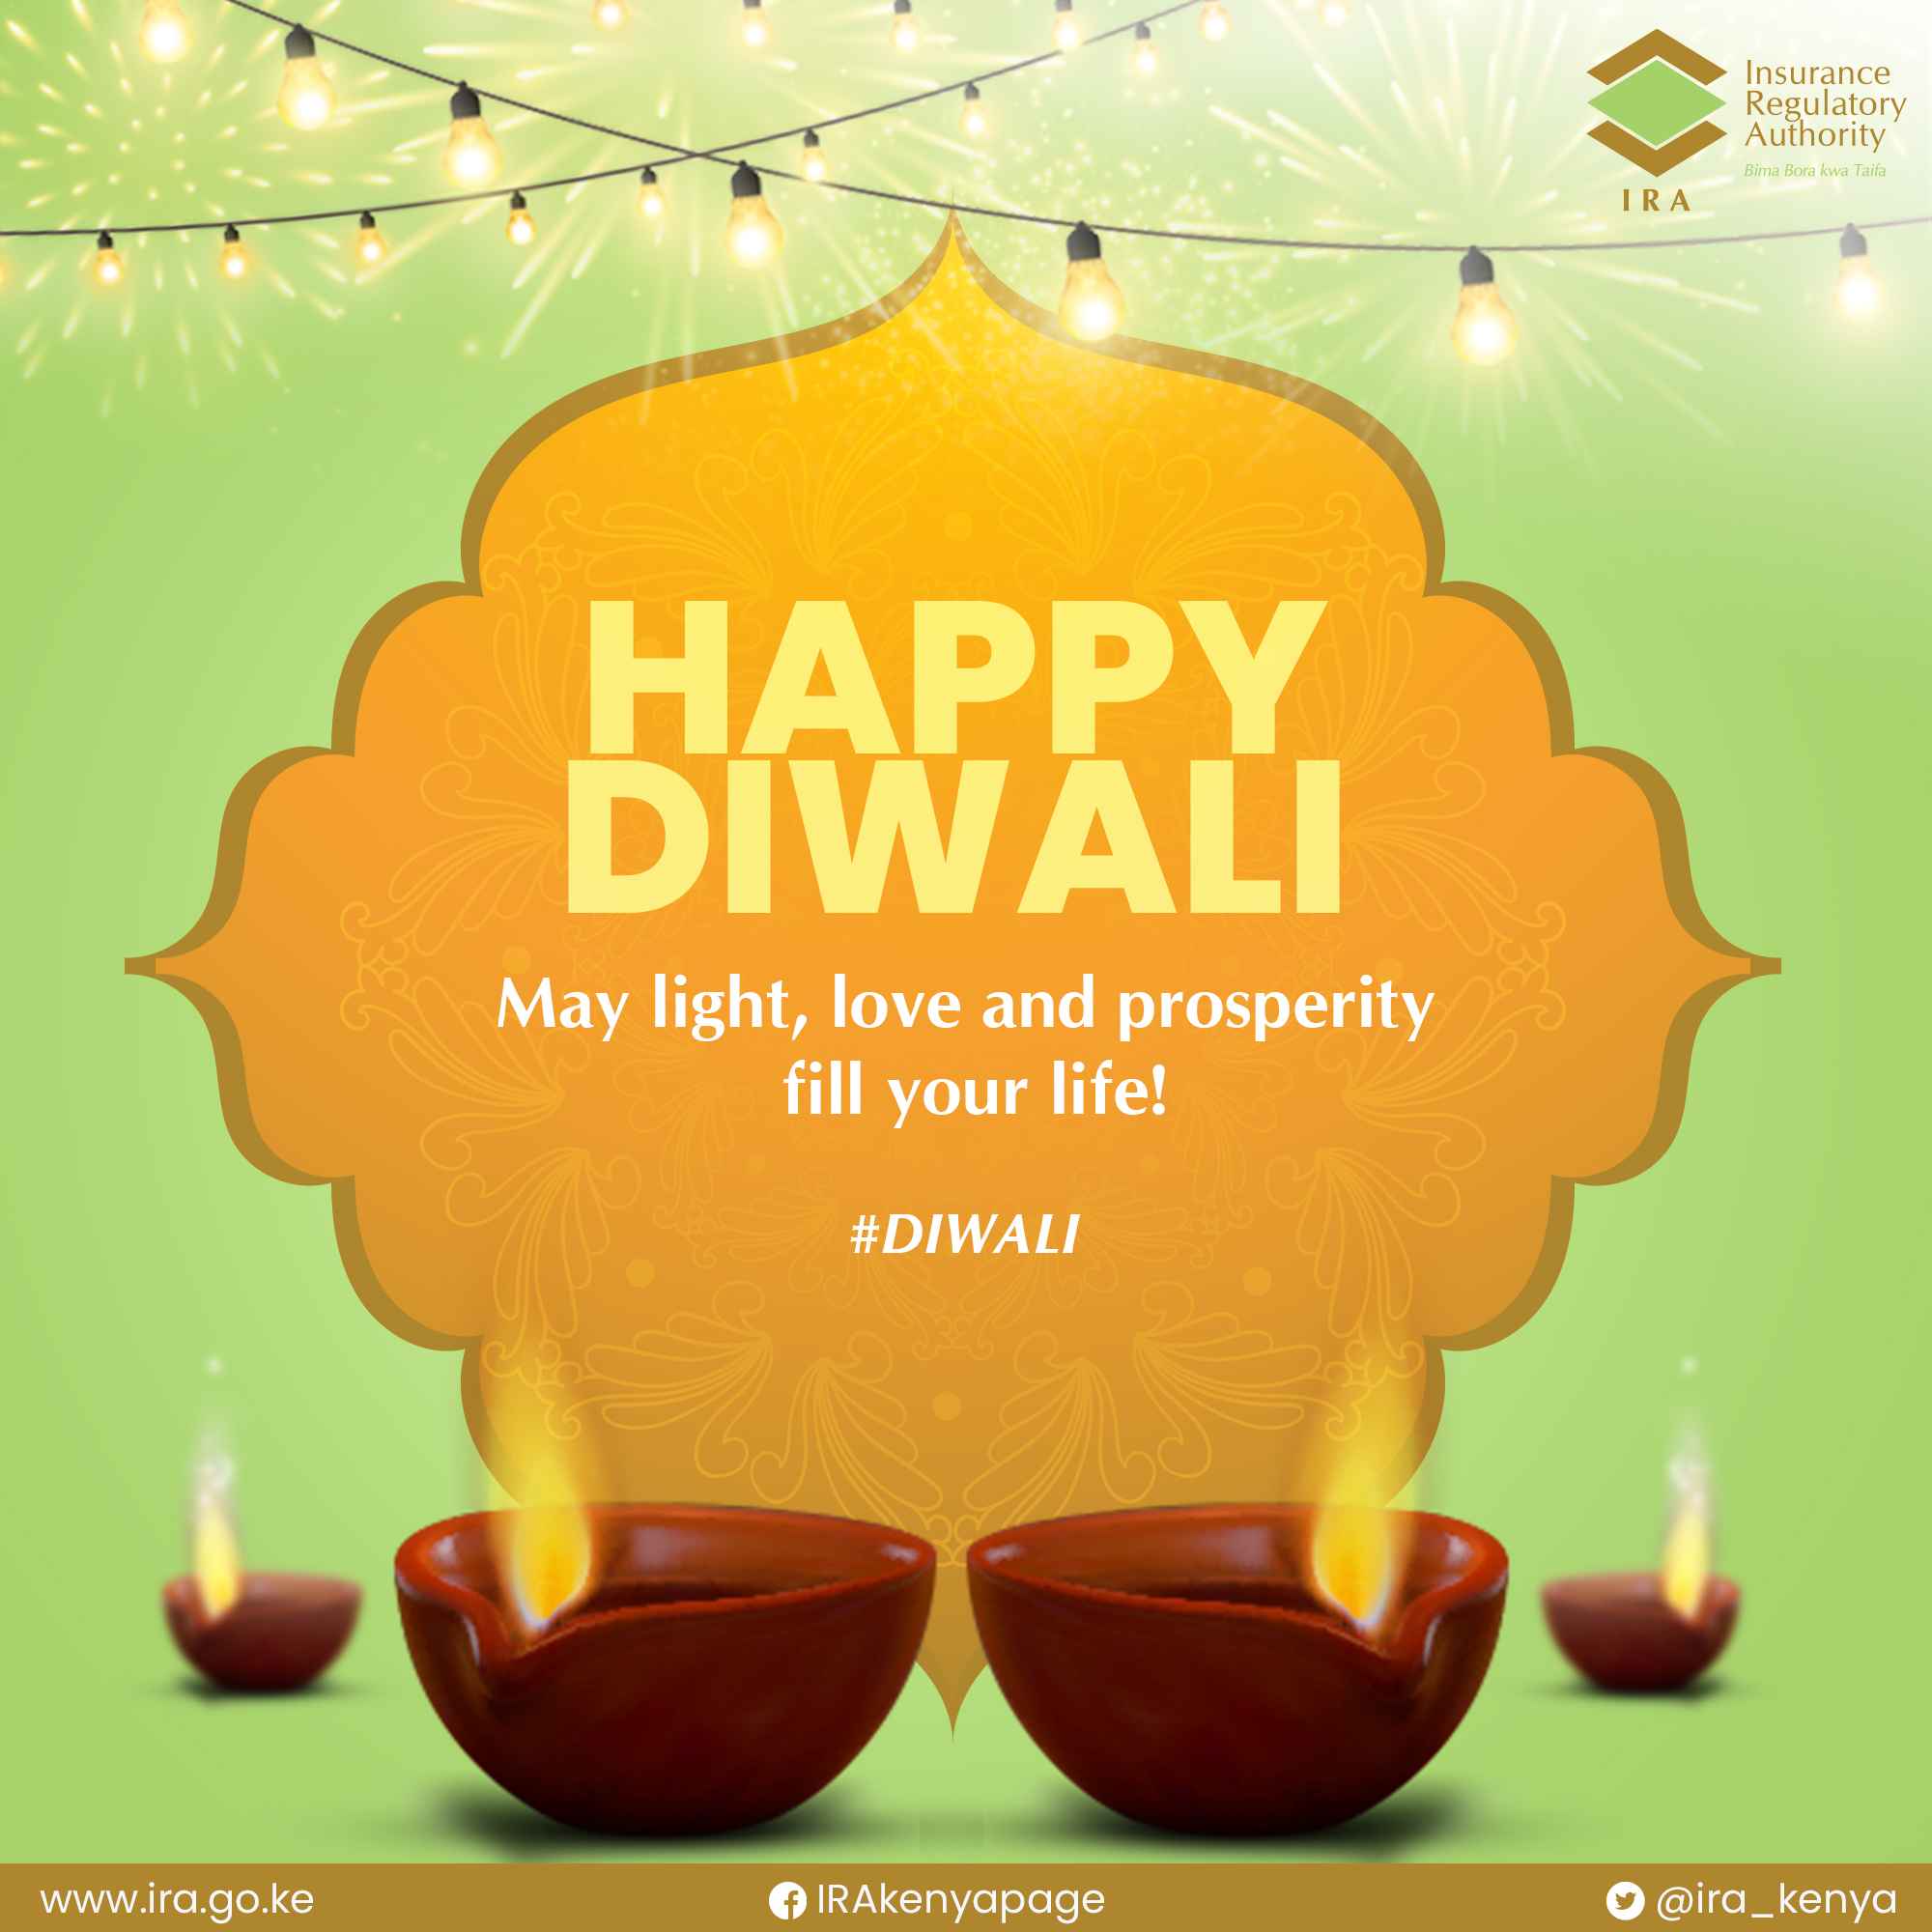 Insurance
Regulatory
Authority
Bima Bora kwa Taifa
IRA
HAPPY
DIWALI
May light, love and prosperity
fill your life!
#DIWALI
www.ira.go.ke
IRAkenyapage
@ira_kenya